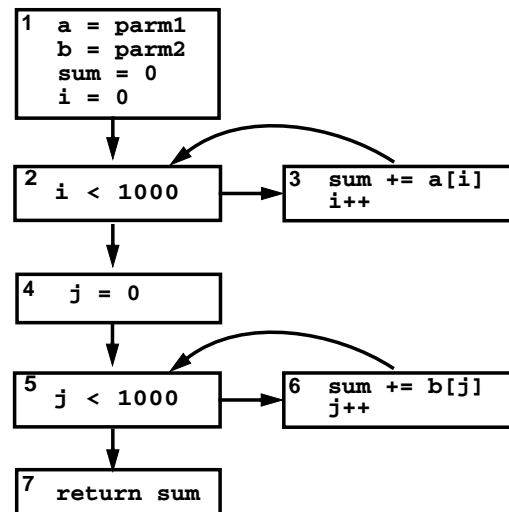 1 a = parm1
b = parm2
sum = 0
i = 0
2 i < 1000
3 sum += a[i]
i++
4 j = 0
5 j < 1000
6 sum += b[j]
j++
7 return sum